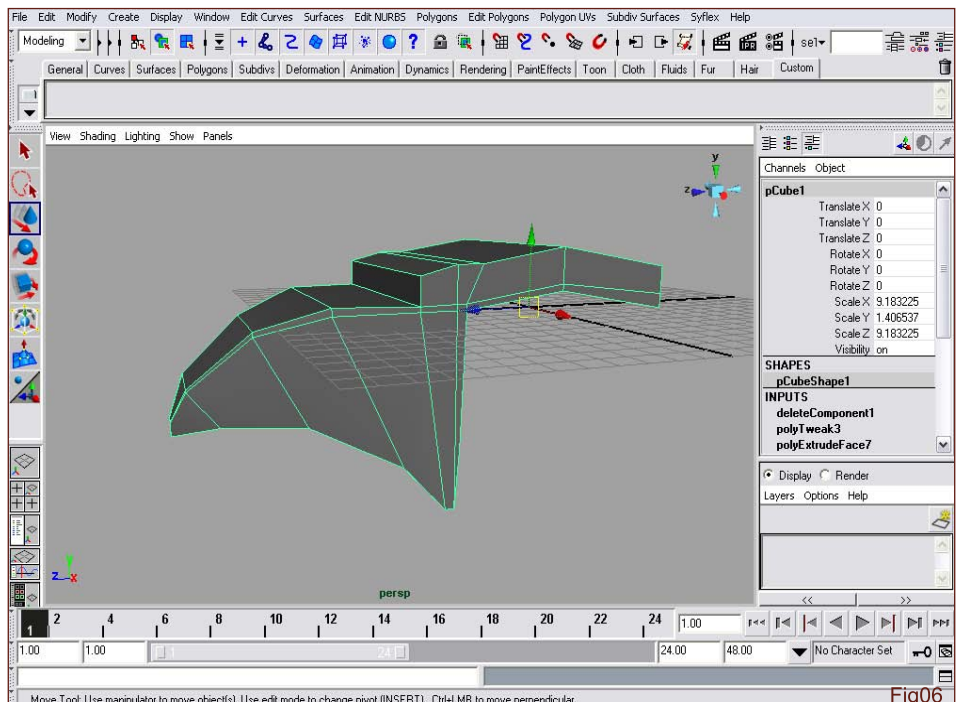 File Edit Modify Create Display Window Edit Curves Surfaces Edit NURBS Polygons Edit Polygons Polygon UVs Subdiv Surfaces Syflex Help
Modeling sel
General Curves Surfaces Polygons Subdivs Deformation Animation Dynamics Rendering PaintEffects Toon Cloth Fluids Fur Hair Custom
View Shading Lighting Show Panels
Channels Object
pCube1
Translate X 0
Translate Y 0
Translate Z 0
Rotate X 0
Rotate Y 0
Rotate Z 0
Scale X 9.183225
Scale Y 1.406537
Scale Z 9.183225
Visibility on
SHAPES
pCubeShape1
INPUTS
deleteComponent1
polyTweak3
polyExtrudeFace7
Display Render
Layers Options Help
y
z
z x
persp
<< >>
1 2 4 6 8 10 12 14 16 18 20 22 24 1.00
1.00 1.00 1 24 24.00 48.00 No Character Set
Move Tool: Use manipulator to move object(s). Use edit mode to change pivot (INSERT). Ctrl+LMB to move perpendicular.
Fig06